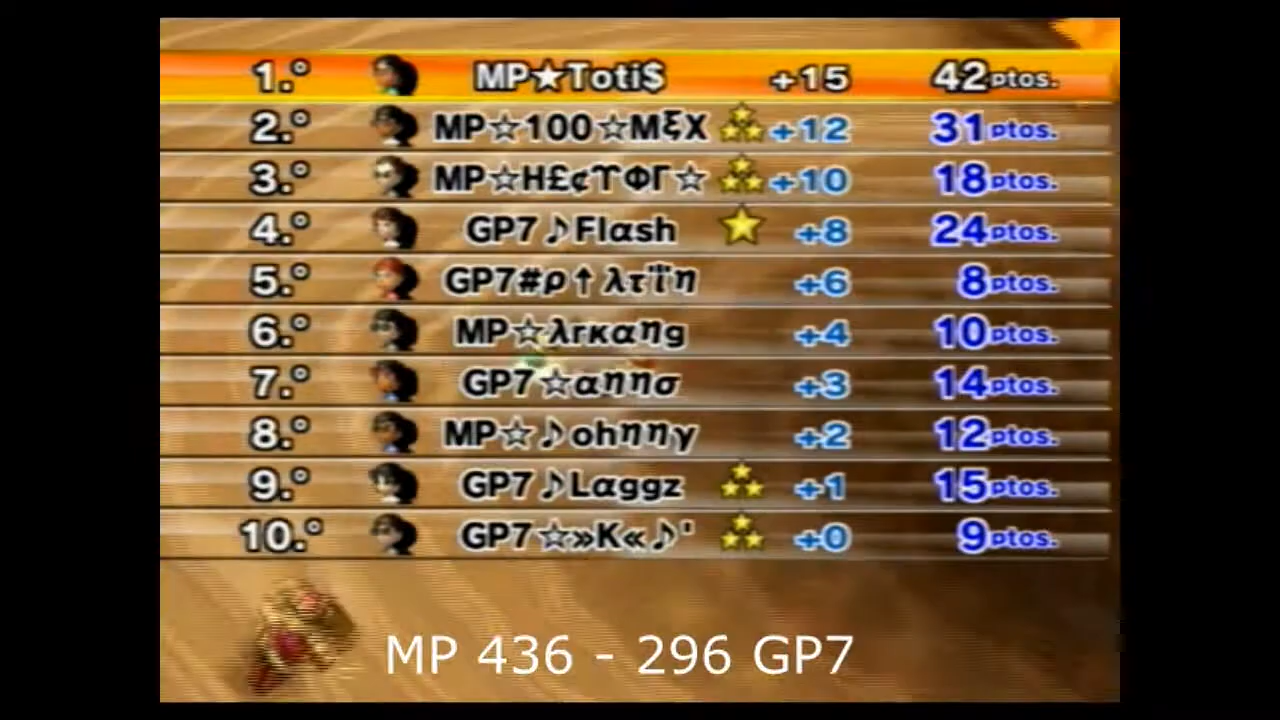 1.° MP★Toti$ +15 42ptos.
2.° MP☆100☆MξX +12 31ptos.
3.° MP☆H£¢ϒΦΓ☆ +10 18ptos.
4.° GP7♪Flαsh +8 24ptos.
5.° GP7#ρ↑λτΐη +6 8ptos.
6.° MP☆λrκαηg +4 10ptos.
7.° GP7☆αηησ +3 14ptos.
8.° MP☆♪ohηηγ +2 12ptos.
9.° GP7♪Lαggz +1 15ptos.
10.° GP7☆»K«♪' +0 9ptos.
MP 436 - 296 GP7